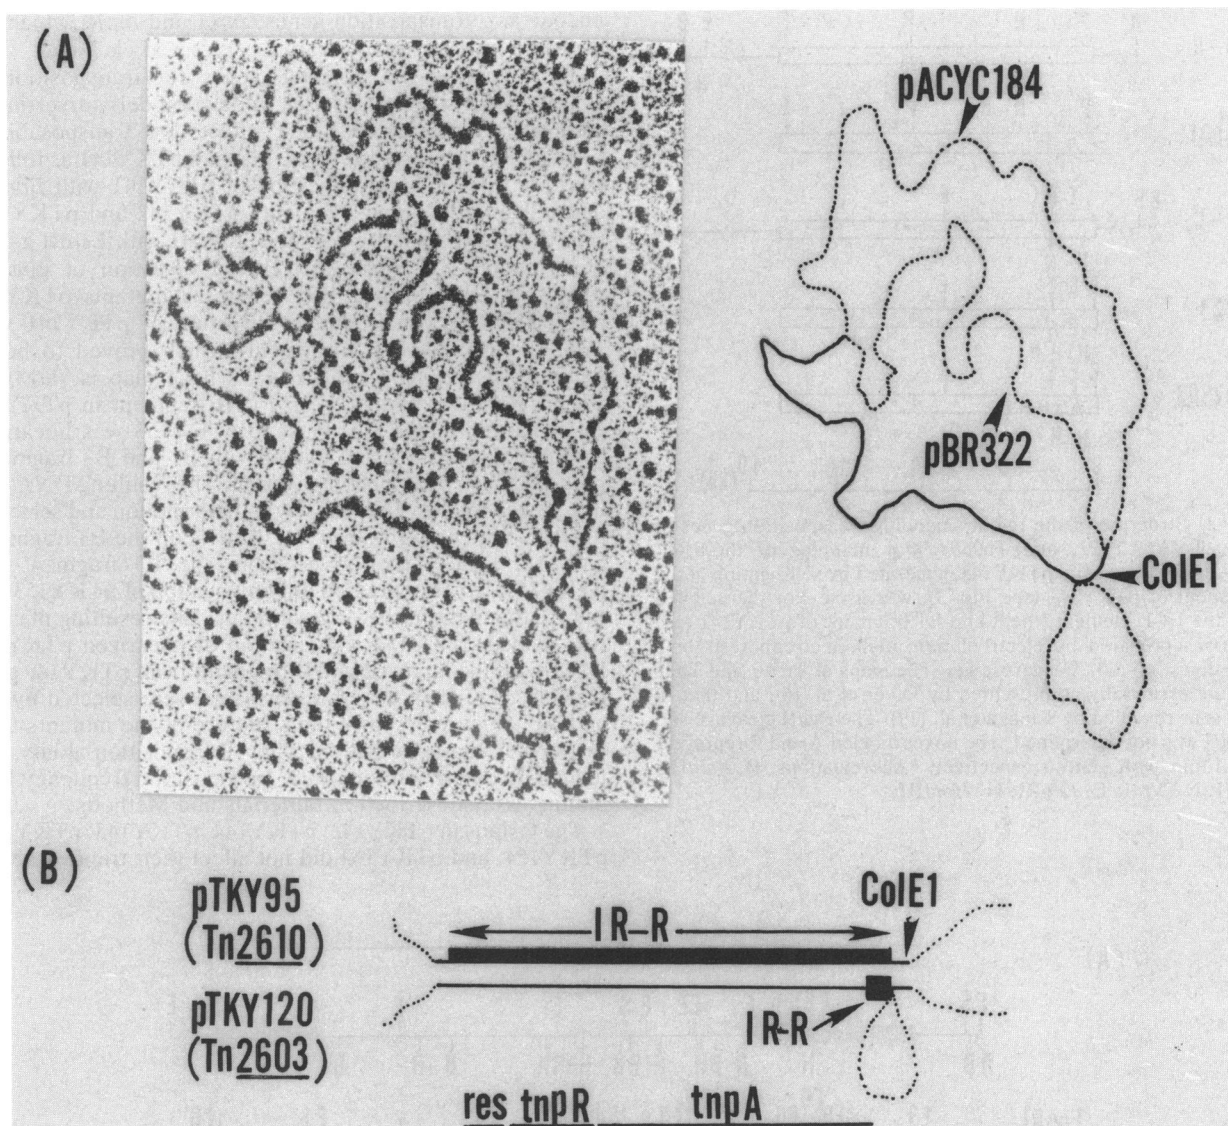 (A)
pACYC184
pBR322
ColE1
(B)
pTKY95
(Tn2610)
IR-R
ColE1
pTKY120
(Tn2603)
IR-R
res tnpR tnpA